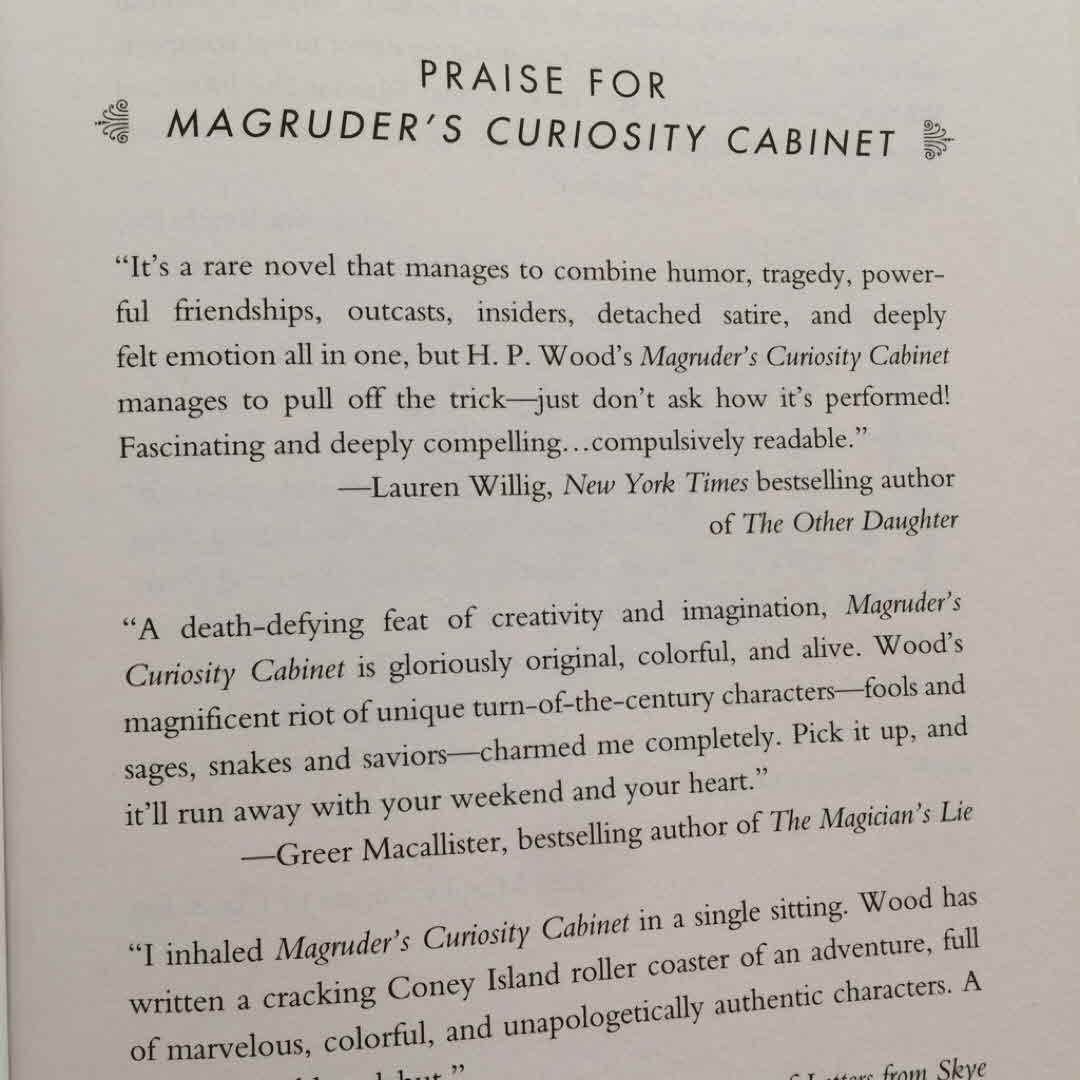 PRAISE FOR
MAGRUDER'S CURIOSITY CABINET
“It’s a rare novel that manages to combine humor, tragedy, power-
ful friendships, outcasts, insiders, detached satire, and deeply
felt emotion all in one, but H. P. Wood’s Magruder’s Curiosity Cabinet
manages to pull off the trick—just don’t ask how it’s performed!
Fascinating and deeply compelling…compulsively readable.”
—Lauren Willig, New York Times bestselling author
of The Other Daughter
“A death-defying feat of creativity and imagination, Magruder’s
Curiosity Cabinet is gloriously original, colorful, and alive. Wood’s
magnificent riot of unique turn-of-the-century characters—fools and
sages, snakes and saviors—charmed me completely. Pick it up, and
it’ll run away with your weekend and your heart.”
—Greer Macallister, bestselling author of The Magician’s Lie
“I inhaled Magruder’s Curiosity Cabinet in a single sitting. Wood has
written a cracking Coney Island roller coaster of an adventure, full
of marvelous, colorful, and unapologetically authentic characters. A
from Skye